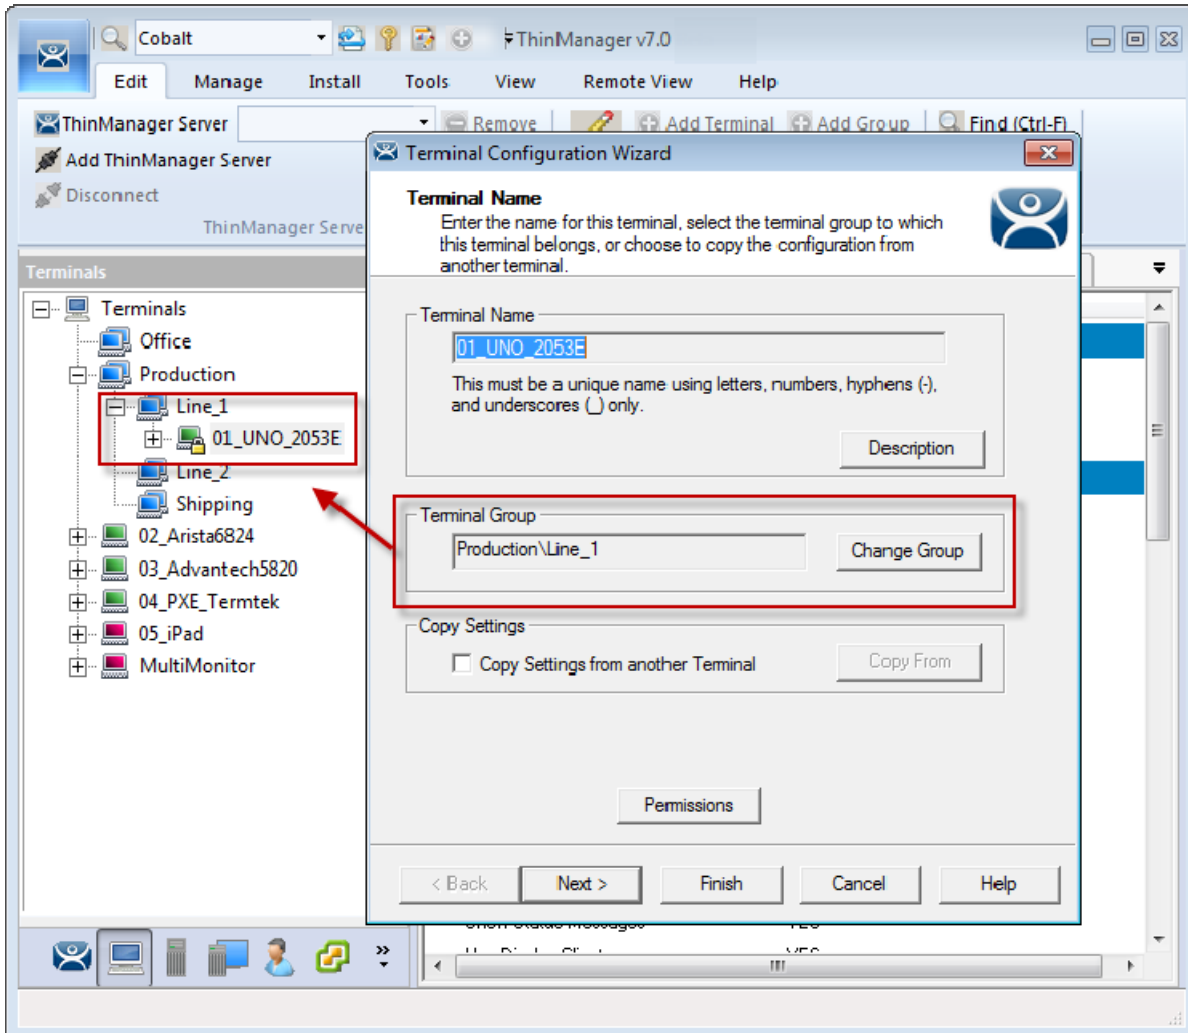 Cobalt
ThinManager v7.0
Edit Manage Install Tools View Remote View Help
ThinManager Server
Remove
Add Terminal
Add Group
Find (Ctrl-F)
Add ThinManager Server
Disconnect
ThinManager Serve
Terminals
Terminals
Office
Production
Line_1
01_UNO_2053E
Line_2
Shipping
02_Arista6824
03_Advantech5820
04_PXE_Termtek
05_iPad
MultiMonitor
Terminal Configuration Wizard
Terminal Name
Enter the name for this terminal, select the terminal group to which
this terminal belongs, or choose to copy the configuration from
another terminal.
Terminal Name
01_UNO_2053E
This must be a unique name using letters, numbers, hyphens (-),
and underscores (_) only.
Description
Terminal Group
Production\Line_1
Change Group
Copy Settings
Copy Settings from another Terminal
Copy From
Permissions
< Back
Next >
Finish
Cancel
Help